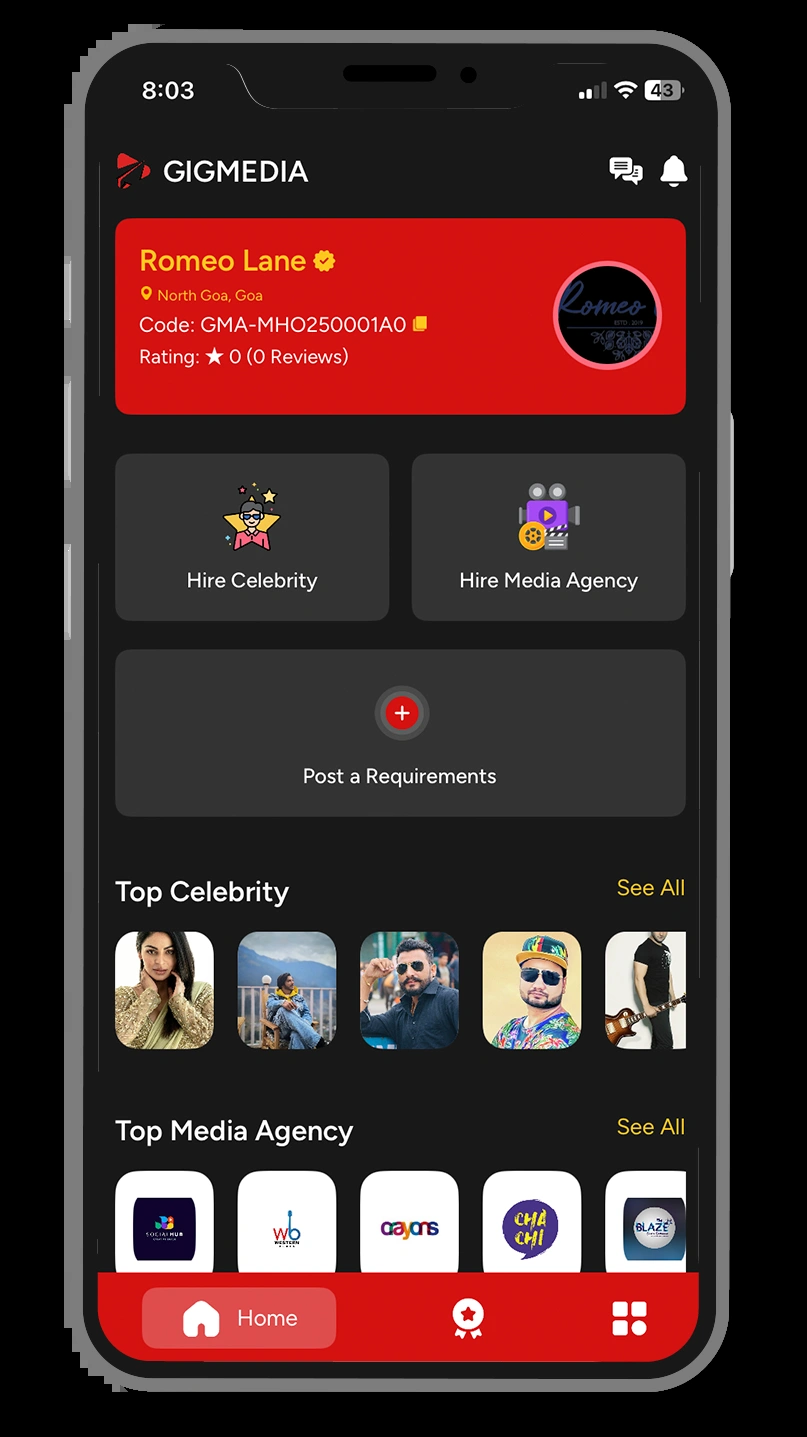 8:03
43
GIGMEDIA
Romeo Lane
North Goa, Goa
Code: GMA-MHO250001A0
Rating: ★ 0 (0 Reviews)
Romeo
ESTD : 2019
Hire Celebrity
Hire Media Agency
Post a Requirements
Top Celebrity
See All
Top Media Agency
See All
SOCIAL HUB
wb
WESTERN
crayons
CHA
CHI
BLAZE
Home